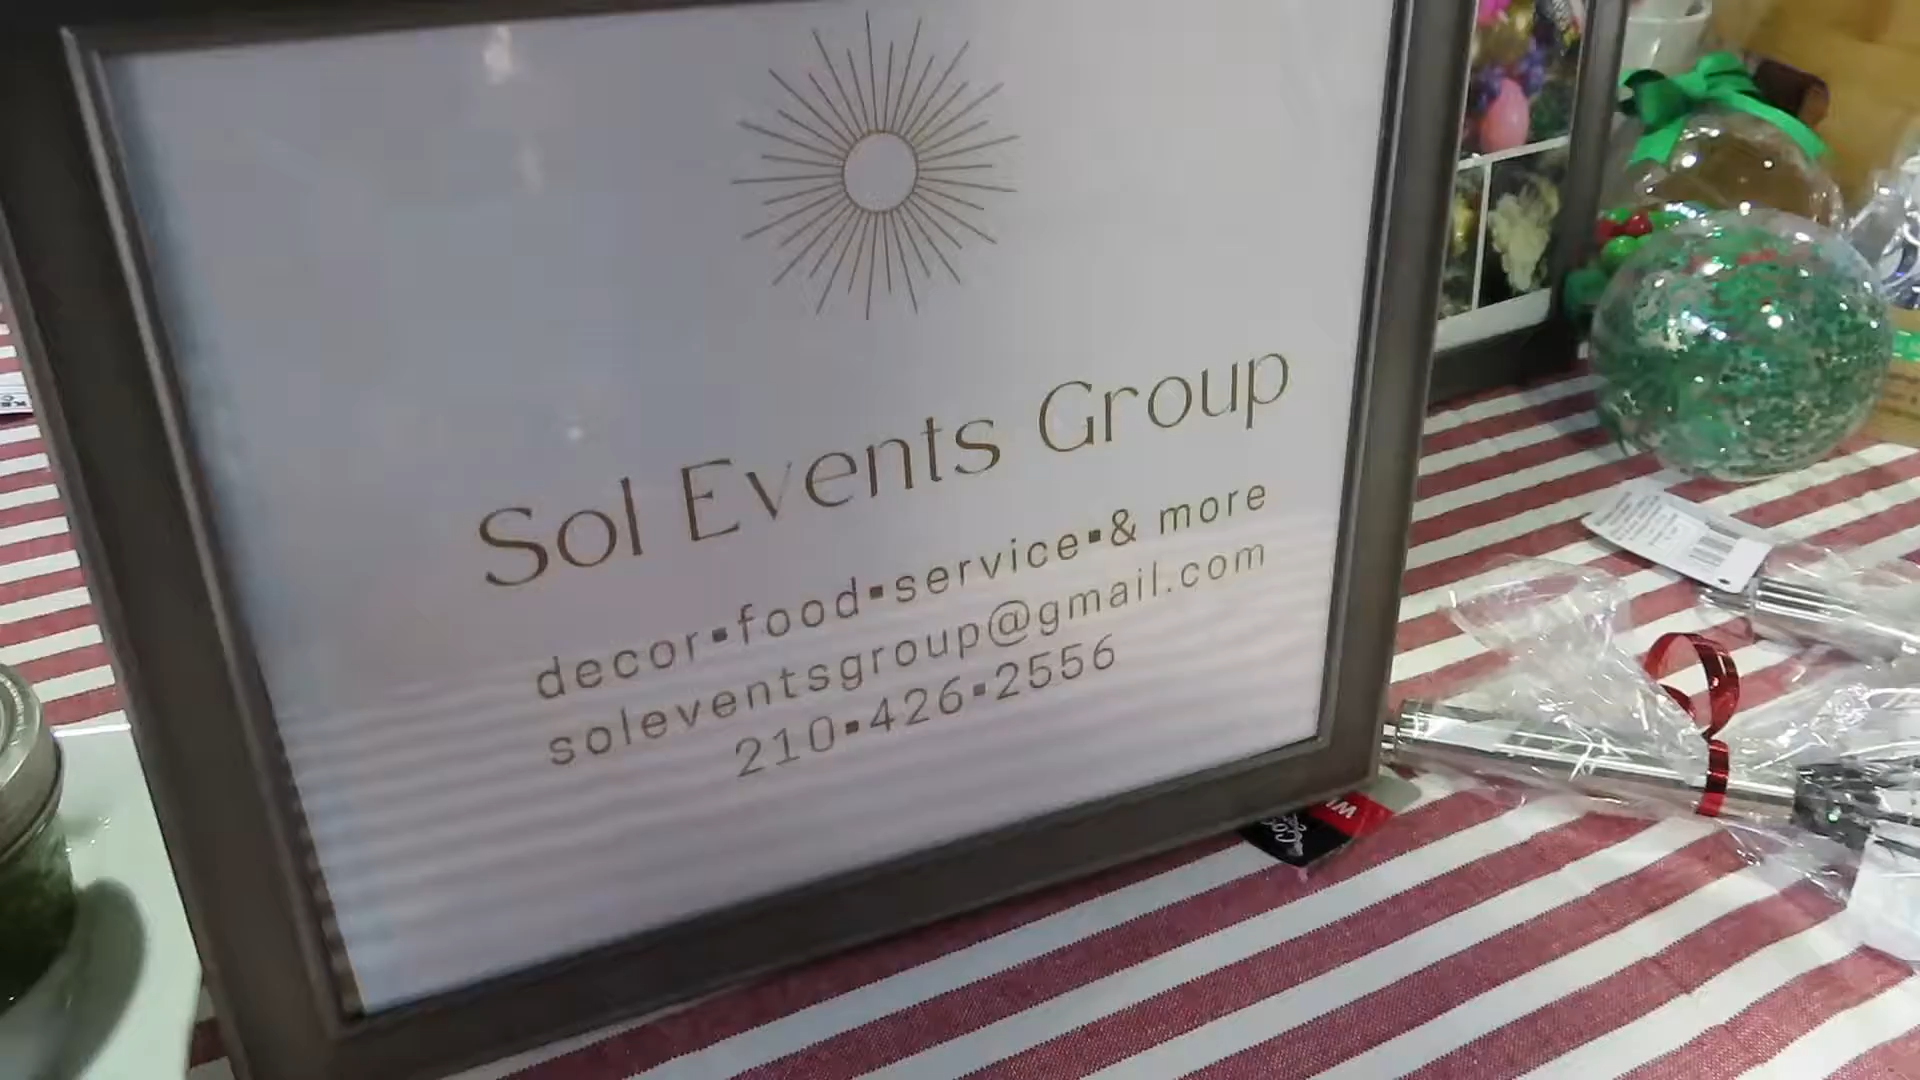 Sol Events Group
decor▪food▪service▪& more
soleventsgroup@gmail.com
210▪426▪2556